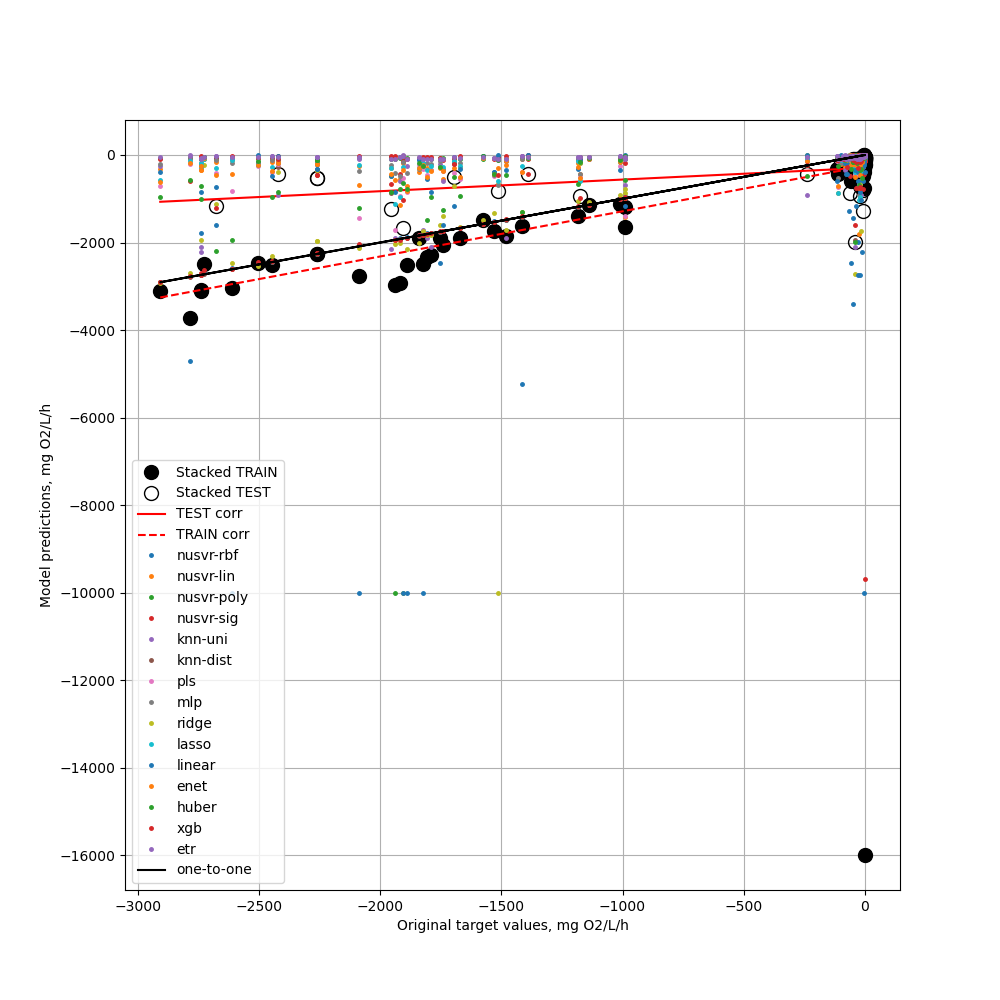 0
−2000
−4000
−6000
−8000
−10000
−12000
−14000
−16000
Model predictions, mg O2/L/h
Stacked TRAIN
Stacked TEST
TEST corr
TRAIN corr
nusvr-rbf
nusvr-lin
nusvr-poly
nusvr-sig
knn-uni
knn-dist
pls
mlp
ridge
lasso
linear
enet
huber
xgb
etr
one-to-one
−3000 −2500 −2000 −1500 −1000 −500 0
Original target values, mg O2/L/h